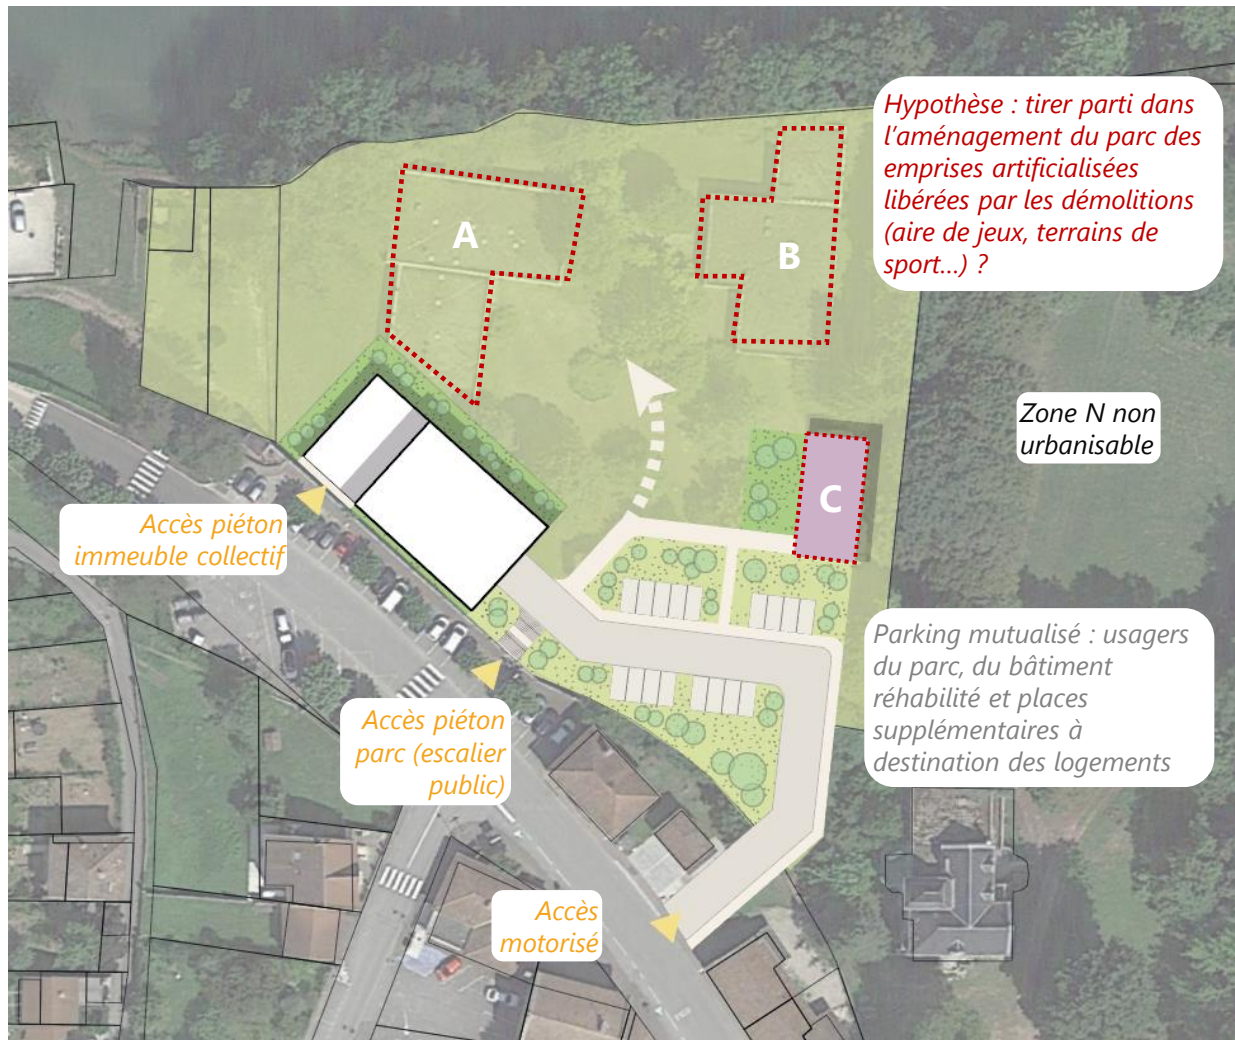 Hypothèse : tirer parti dans
l'aménagement du parc des
emprises artificialisées
libérées par les démolitions
(aire de jeux, terrains de
sport...) ?
A
B
Zone N non
urbanisable
C
Accès piéton
immeuble collectif
Parking mutualisé : usagers
du parc, du bâtiment
réhabilité et places
supplémentaires à
destination des logements
Accès piéton
parc (escalier
public)
Accès
motorisé